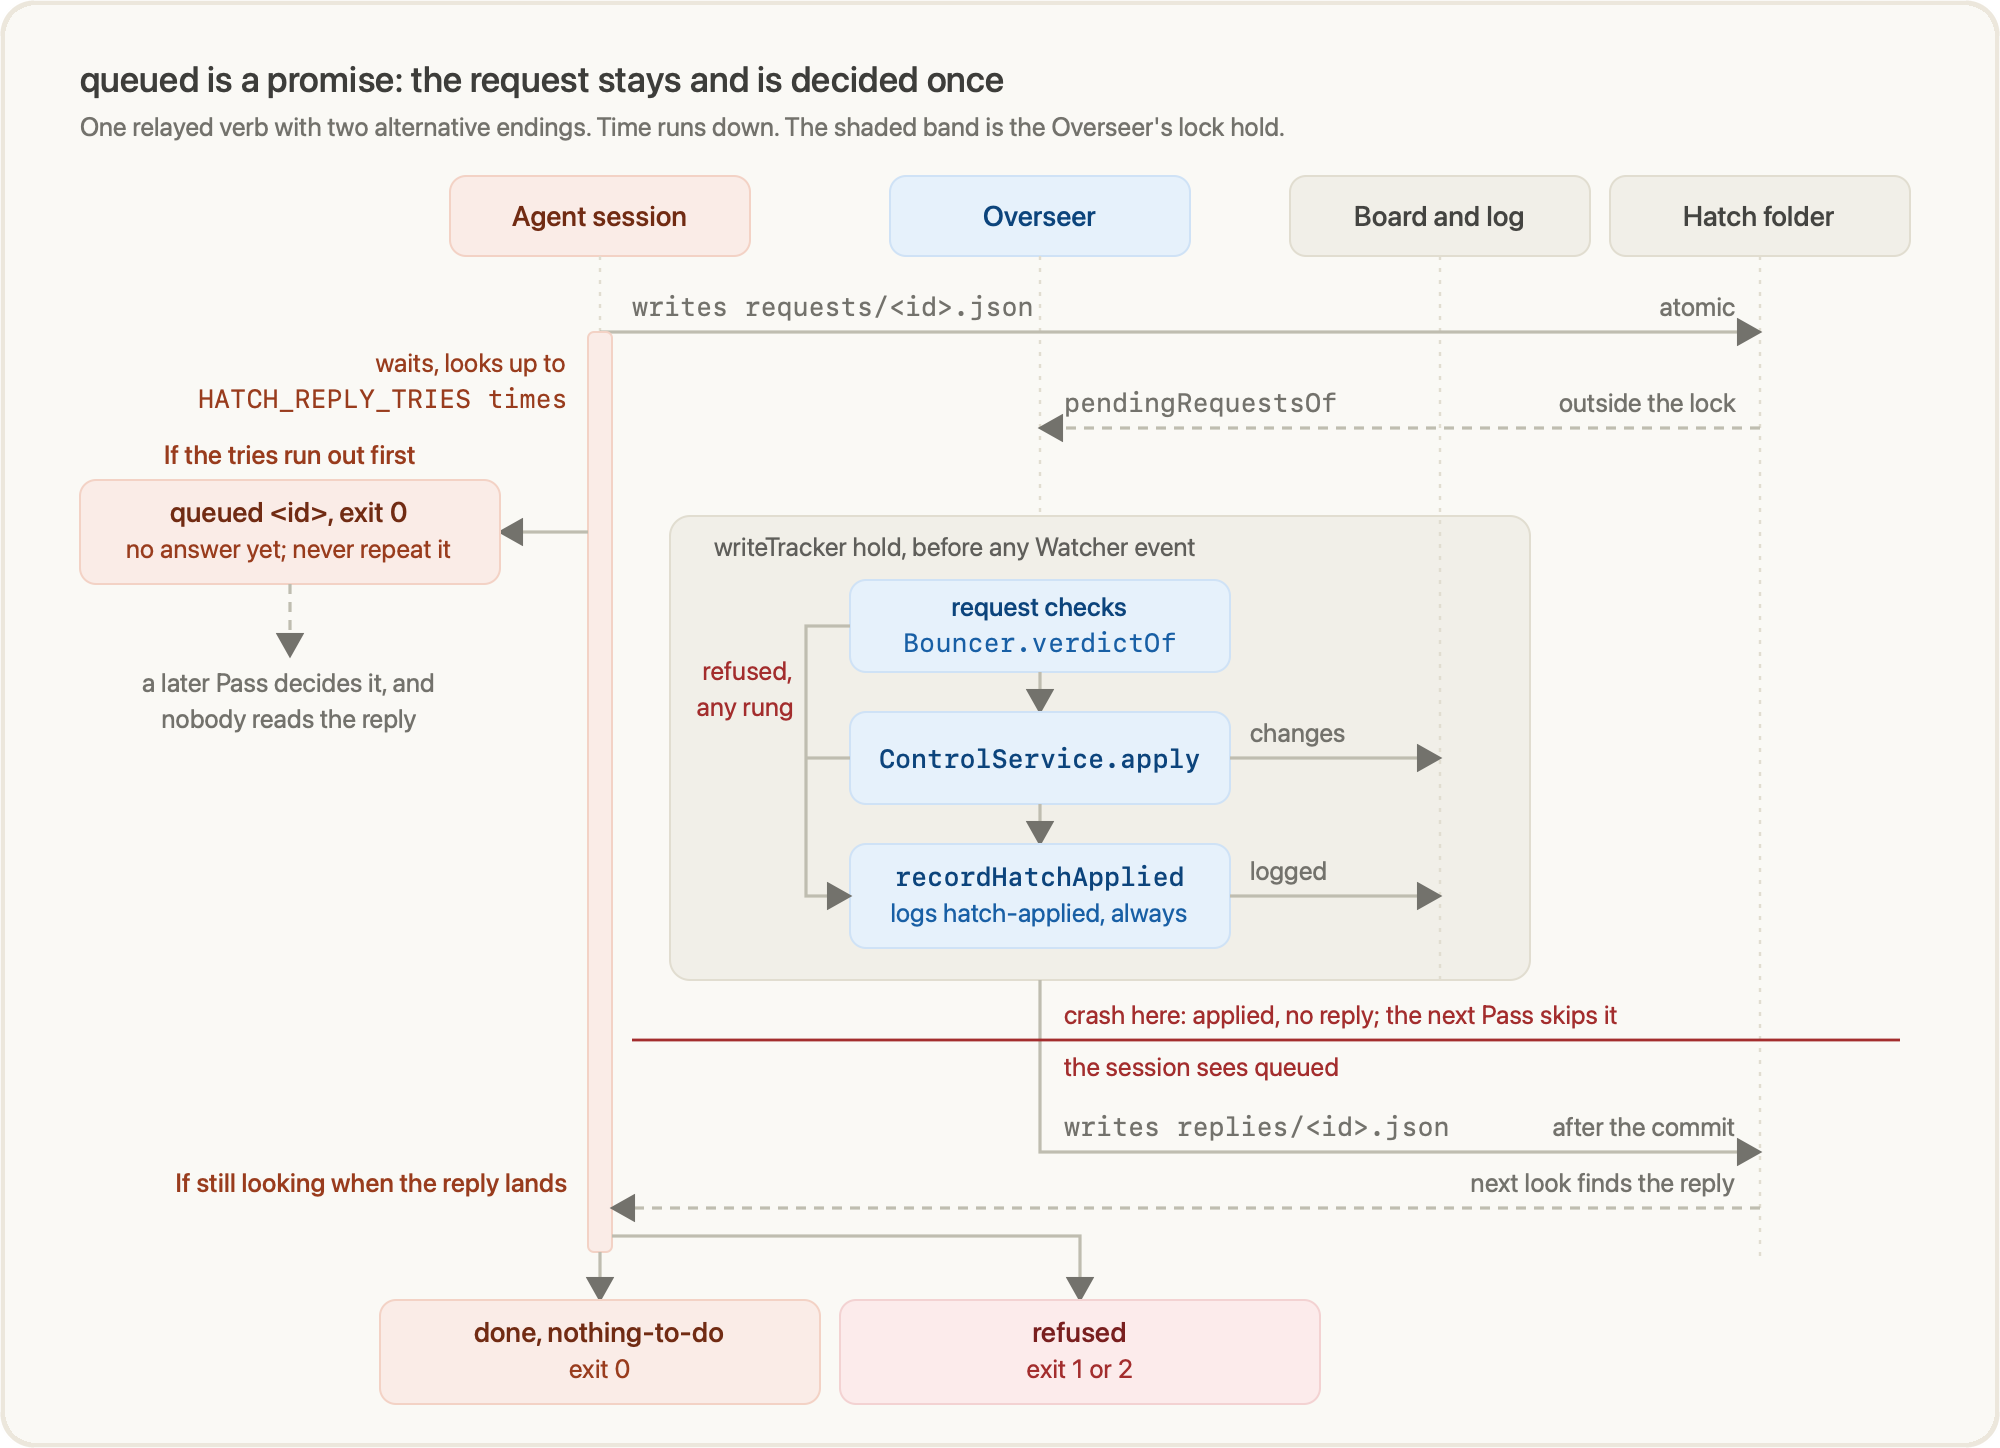 queued is a promise: the request stays and is decided once
One relayed verb with two alternative endings. Time runs down. The shaded band is the Overseer's lock hold.
Agent session
Overseer
Board and log
Hatch folder
writes requests/<id>.json
atomic
waits, looks up to
HATCH_REPLY_TRIES times
pendingRequestsOf
outside the lock
If the tries run out first
queued <id>, exit 0
no answer yet; never repeat it
a later Pass decides it, and
nobody reads the reply
writeTracker hold, before any Watcher event
request checks
Bouncer.verdictOf
refused,
any rung
ControlService.apply
changes
recordHatchApplied
logs hatch-applied, always
logged
crash here: applied, no reply; the next Pass skips it
the session sees queued
writes replies/<id>.json
after the commit
If still looking when the reply lands
next look finds the reply
done, nothing-to-do
exit 0
refused
exit 1 or 2